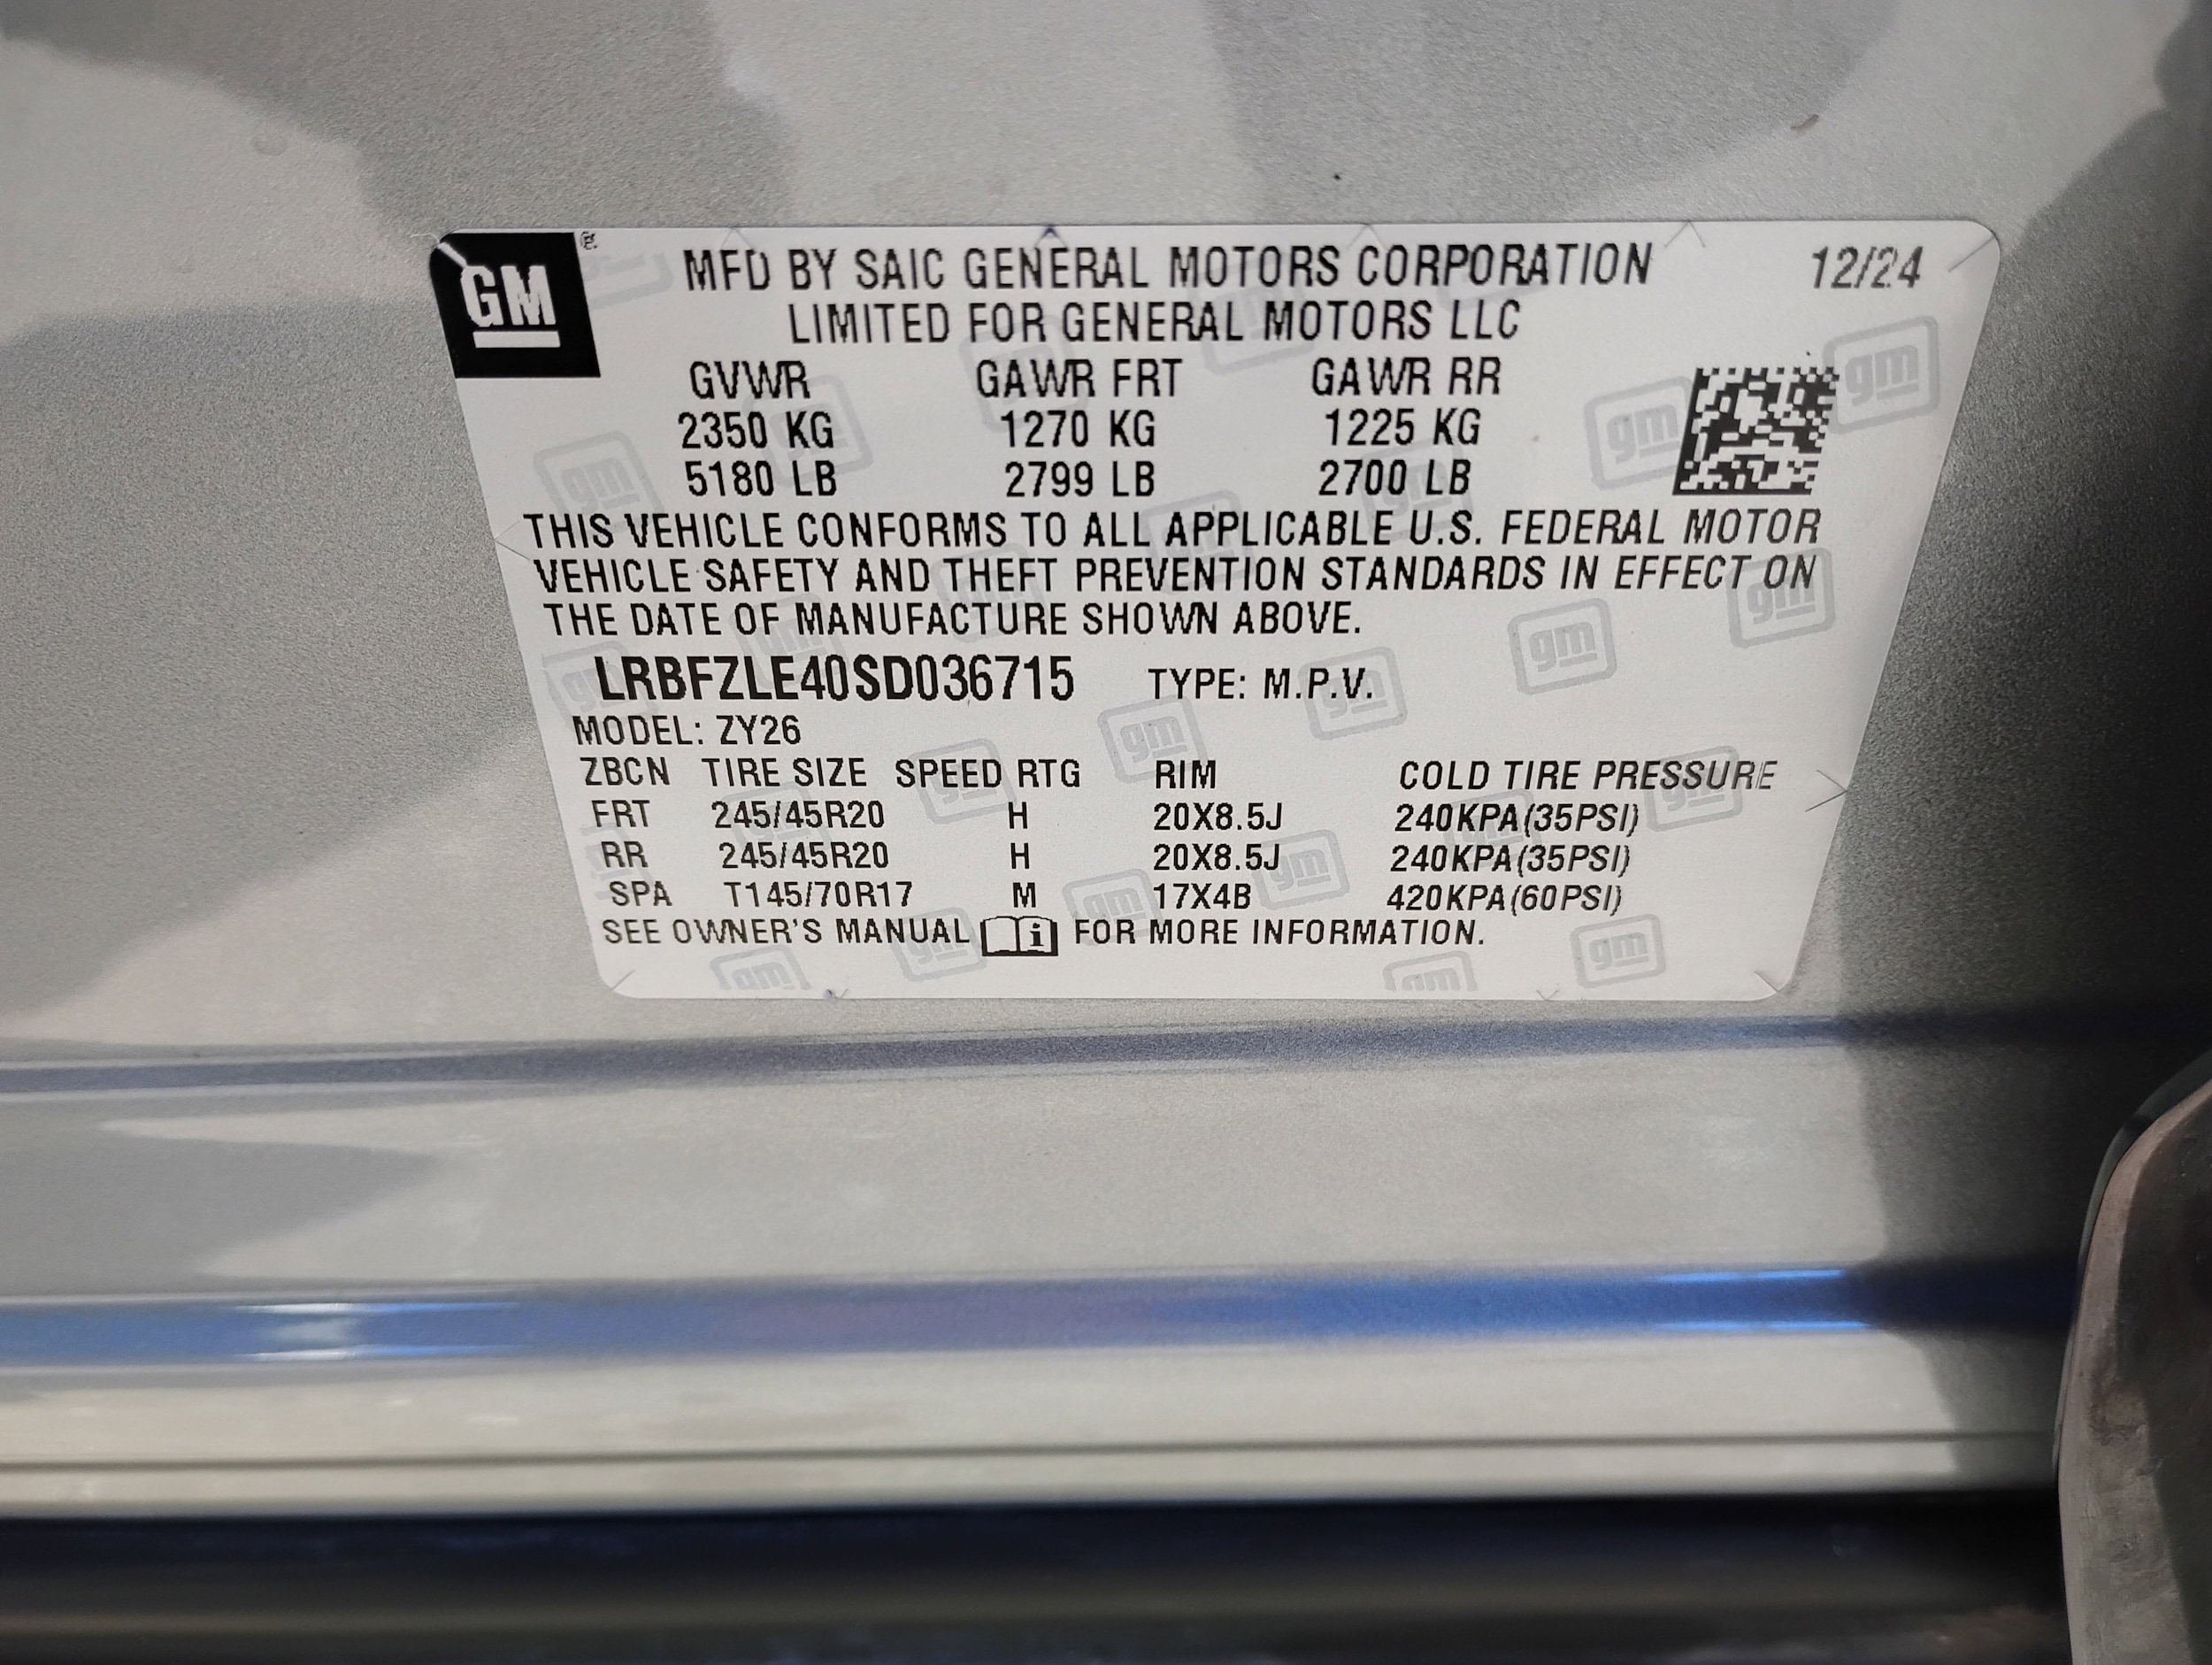 GM ®
MFD BY SAIC GENERAL MOTORS CORPORATION 12/24
LIMITED FOR GENERAL MOTORS LLC
GVWR GAWR FRT GAWR RR
2350 KG 1270 KG 1225 KG
5180 LB 2799 LB 2700 LB
THIS VEHICLE CONFORMS TO ALL APPLICABLE U.S. FEDERAL MOTOR
VEHICLE SAFETY AND THEFT PREVENTION STANDARDS IN EFFECT ON
THE DATE OF MANUFACTURE SHOWN ABOVE.
LRBFZLE40SD036715 TYPE: M.P.V.
MODEL: ZY26
ZBCN TIRE SIZE SPEED RTG RIM COLD TIRE PRESSURE
FRT 245/45R20 H 20X8.5J 240KPA(35PSI)
RR 245/45R20 H 20X8.5J 240KPA(35PSI)
SPA T145/70R17 M 17X4B 420KPA(60PSI)
SEE OWNER'S MANUAL i FOR MORE INFORMATION.